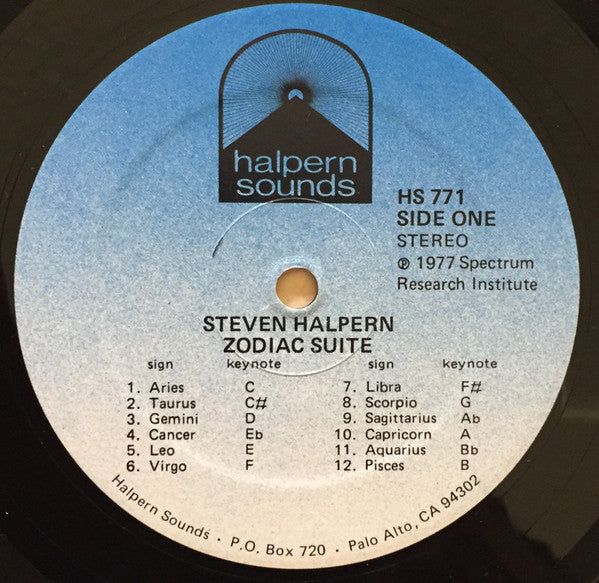 halpern
sounds
HS 771
SIDE ONE
STEREO
℗ 1977 Spectrum
Research Institute
STEVEN HALPERN
ZODIAC SUITE
sign keynote sign keynote
1. Aries C 7. Libra F#
2. Taurus C# 8. Scorpio G
3. Gemini D 9. Sagittarius Ab
4. Cancer Eb 10. Capricorn A
5. Leo E 11. Aquarius Bb
6. Virgo F 12. Pisces B
Halpern Sounds · P.O. Box 720 · Palo Alto, CA 94302